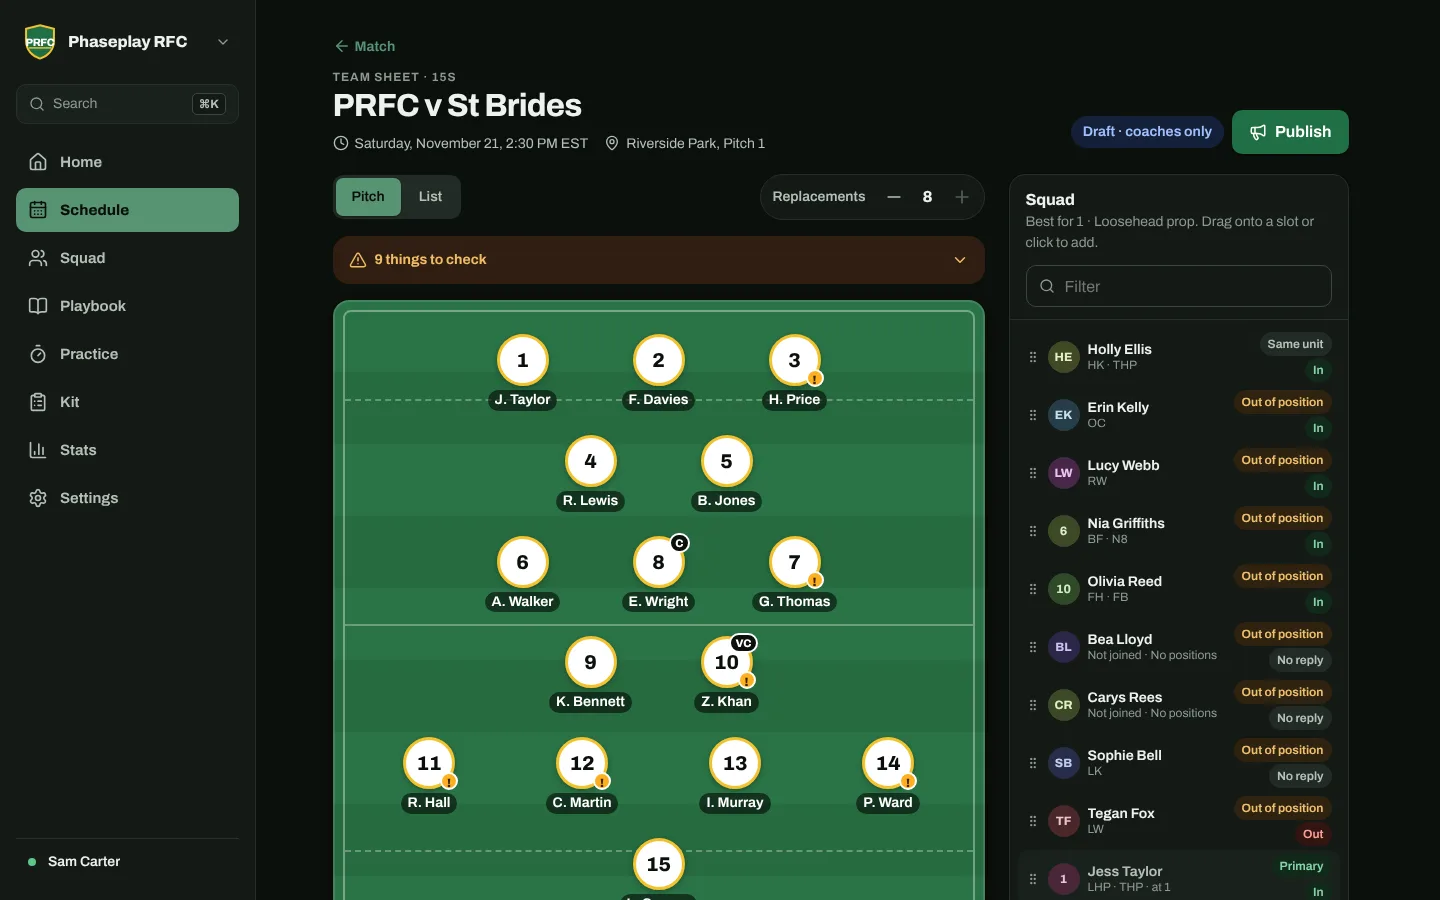 PRFC
Phaseplay RFC
Search
⌘K
Home
Schedule
Squad
Playbook
Practice
Kit
Stats
Settings
Sam Carter
Match
TEAM SHEET · 15S
PRFC v St Brides
Saturday, November 21, 2:30 PM EST
Riverside Park, Pitch 1
Draft · coaches only
Publish
Pitch
List
Replacements
8
9 things to check
1
2
3
!
J. Taylor
F. Davies
H. Price
4
5
R. Lewis
B. Jones
C
6
8
7
!
A. Walker
E. Wright
G. Thomas
VC
9
10
!
K. Bennett
Z. Khan
11
12
13
14
!
!
!
R. Hall
C. Martin
I. Murray
P. Ward
15
Squad
Best for 1 · Loosehead prop. Drag onto a slot or
click to add.
Filter
HE
Holly Ellis
HK · THP
Same unit
In
EK
Erin Kelly
OC
Out of position
In
LW
Lucy Webb
RW
Out of position
In
6
Nia Griffiths
BF · N8
Out of position
In
10
Olivia Reed
FH · FB
Out of position
In
BL
Bea Lloyd
Not joined · No positions
Out of position
No reply
CR
Carys Rees
Not joined · No positions
Out of position
No reply
SB
Sophie Bell
LK
Out of position
No reply
TF
Tegan Fox
LW
Out of position
Out
1
Jess Taylor
LHP · THP · at 1
Primary
In